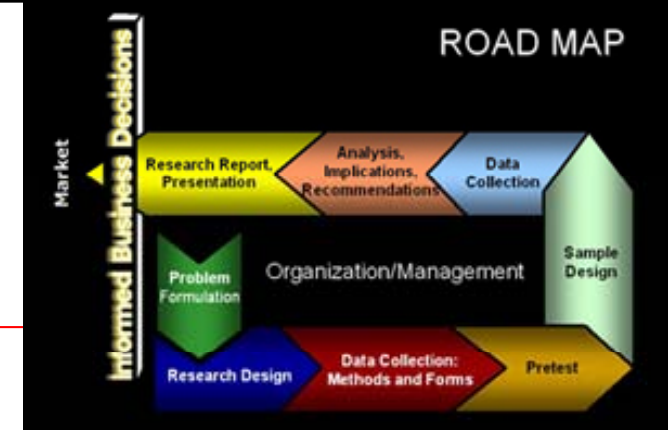 ROAD MAP
Informed Business Decisions
Market
Research Report,
Presentation
Analysis,
Implications,
Recommendations
Data
Collection
Sample
Design
Problem
Formulation
Organization/Management
Research Design
Data Collection:
Methods and Forms
Pretest